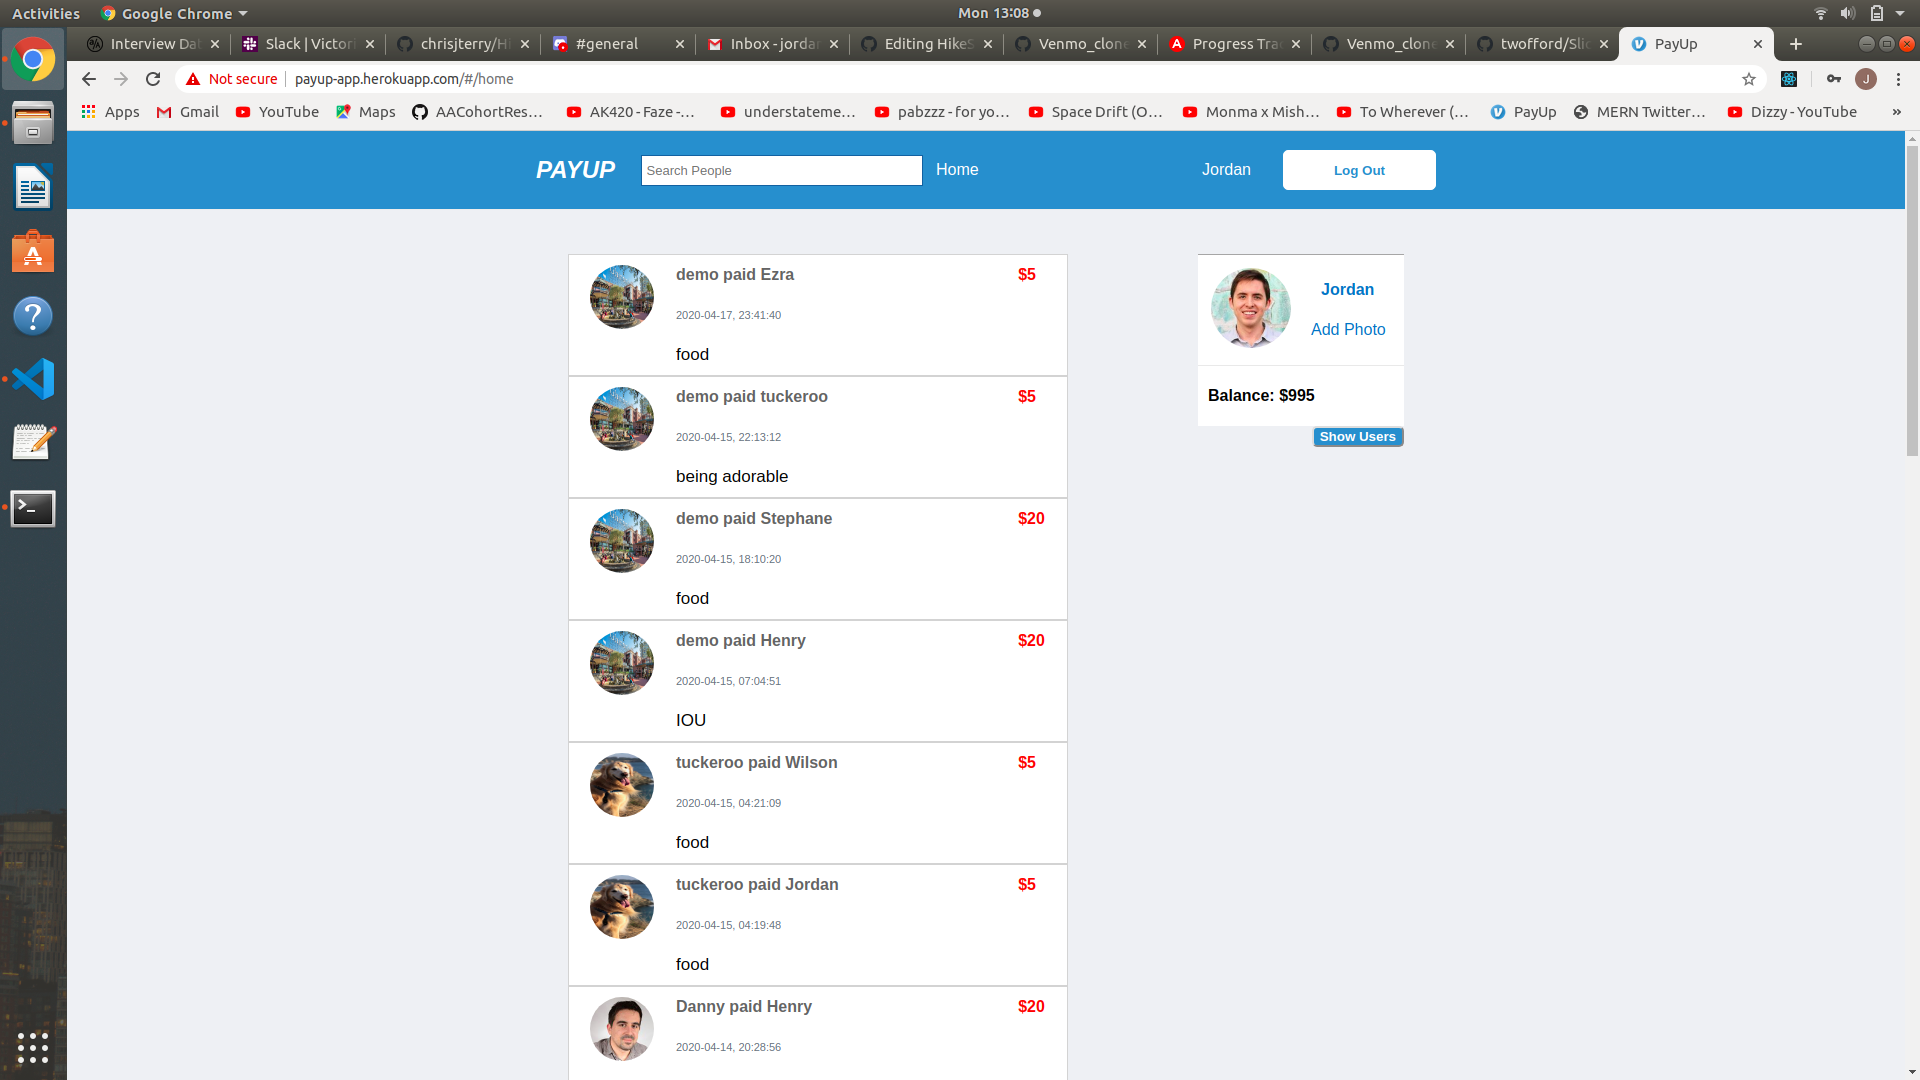 Activities Google Chrome Mon 13:08
Interview Dat Slack | Victori chrisjterry/Hi #general Inbox - jordan Editing HikeS Venmo_clone Progress Trac Venmo_clone twofford/Slic PayUp
Not secure payup-app.herokuapp.com/#/home J
Apps Gmail YouTube Maps AACohortRes... AK420 - Faze -... understateme... pabzzz - for yo... Space Drift (O... Monma x Mish... To Wherever (... PayUp MERN Twitter... Dizzy - YouTube »
PAYUP Search People Home Jordan Log Out
demo paid Ezra $5
2020-04-17, 23:41:40
food
demo paid tuckeroo $5
2020-04-15, 22:13:12
being adorable
demo paid Stephane $20
2020-04-15, 18:10:20
food
demo paid Henry $20
2020-04-15, 07:04:51
IOU
tuckeroo paid Wilson $5
2020-04-15, 04:21:09
food
tuckeroo paid Jordan $5
2020-04-15, 04:19:48
food
Danny paid Henry $20
2020-04-14, 20:28:56
Jordan
Add Photo
Balance: $995
Show Users